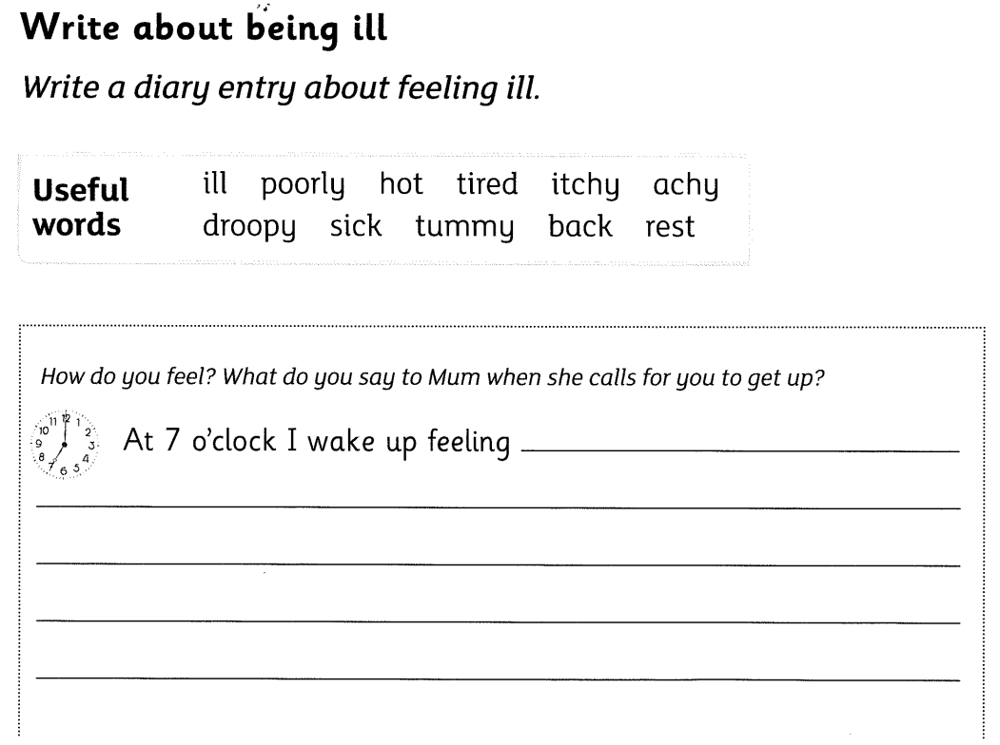 Write about being ill
Write a diary entry about feeling ill.
Useful words
ill poorly hot tired itchy achy
droopy sick tummy back rest
How do you feel? What do you say to Mum when she calls for you to get up?
12 1 2 3 4 5 6 7 8 9 10 11
At 7 o'clock I wake up feeling